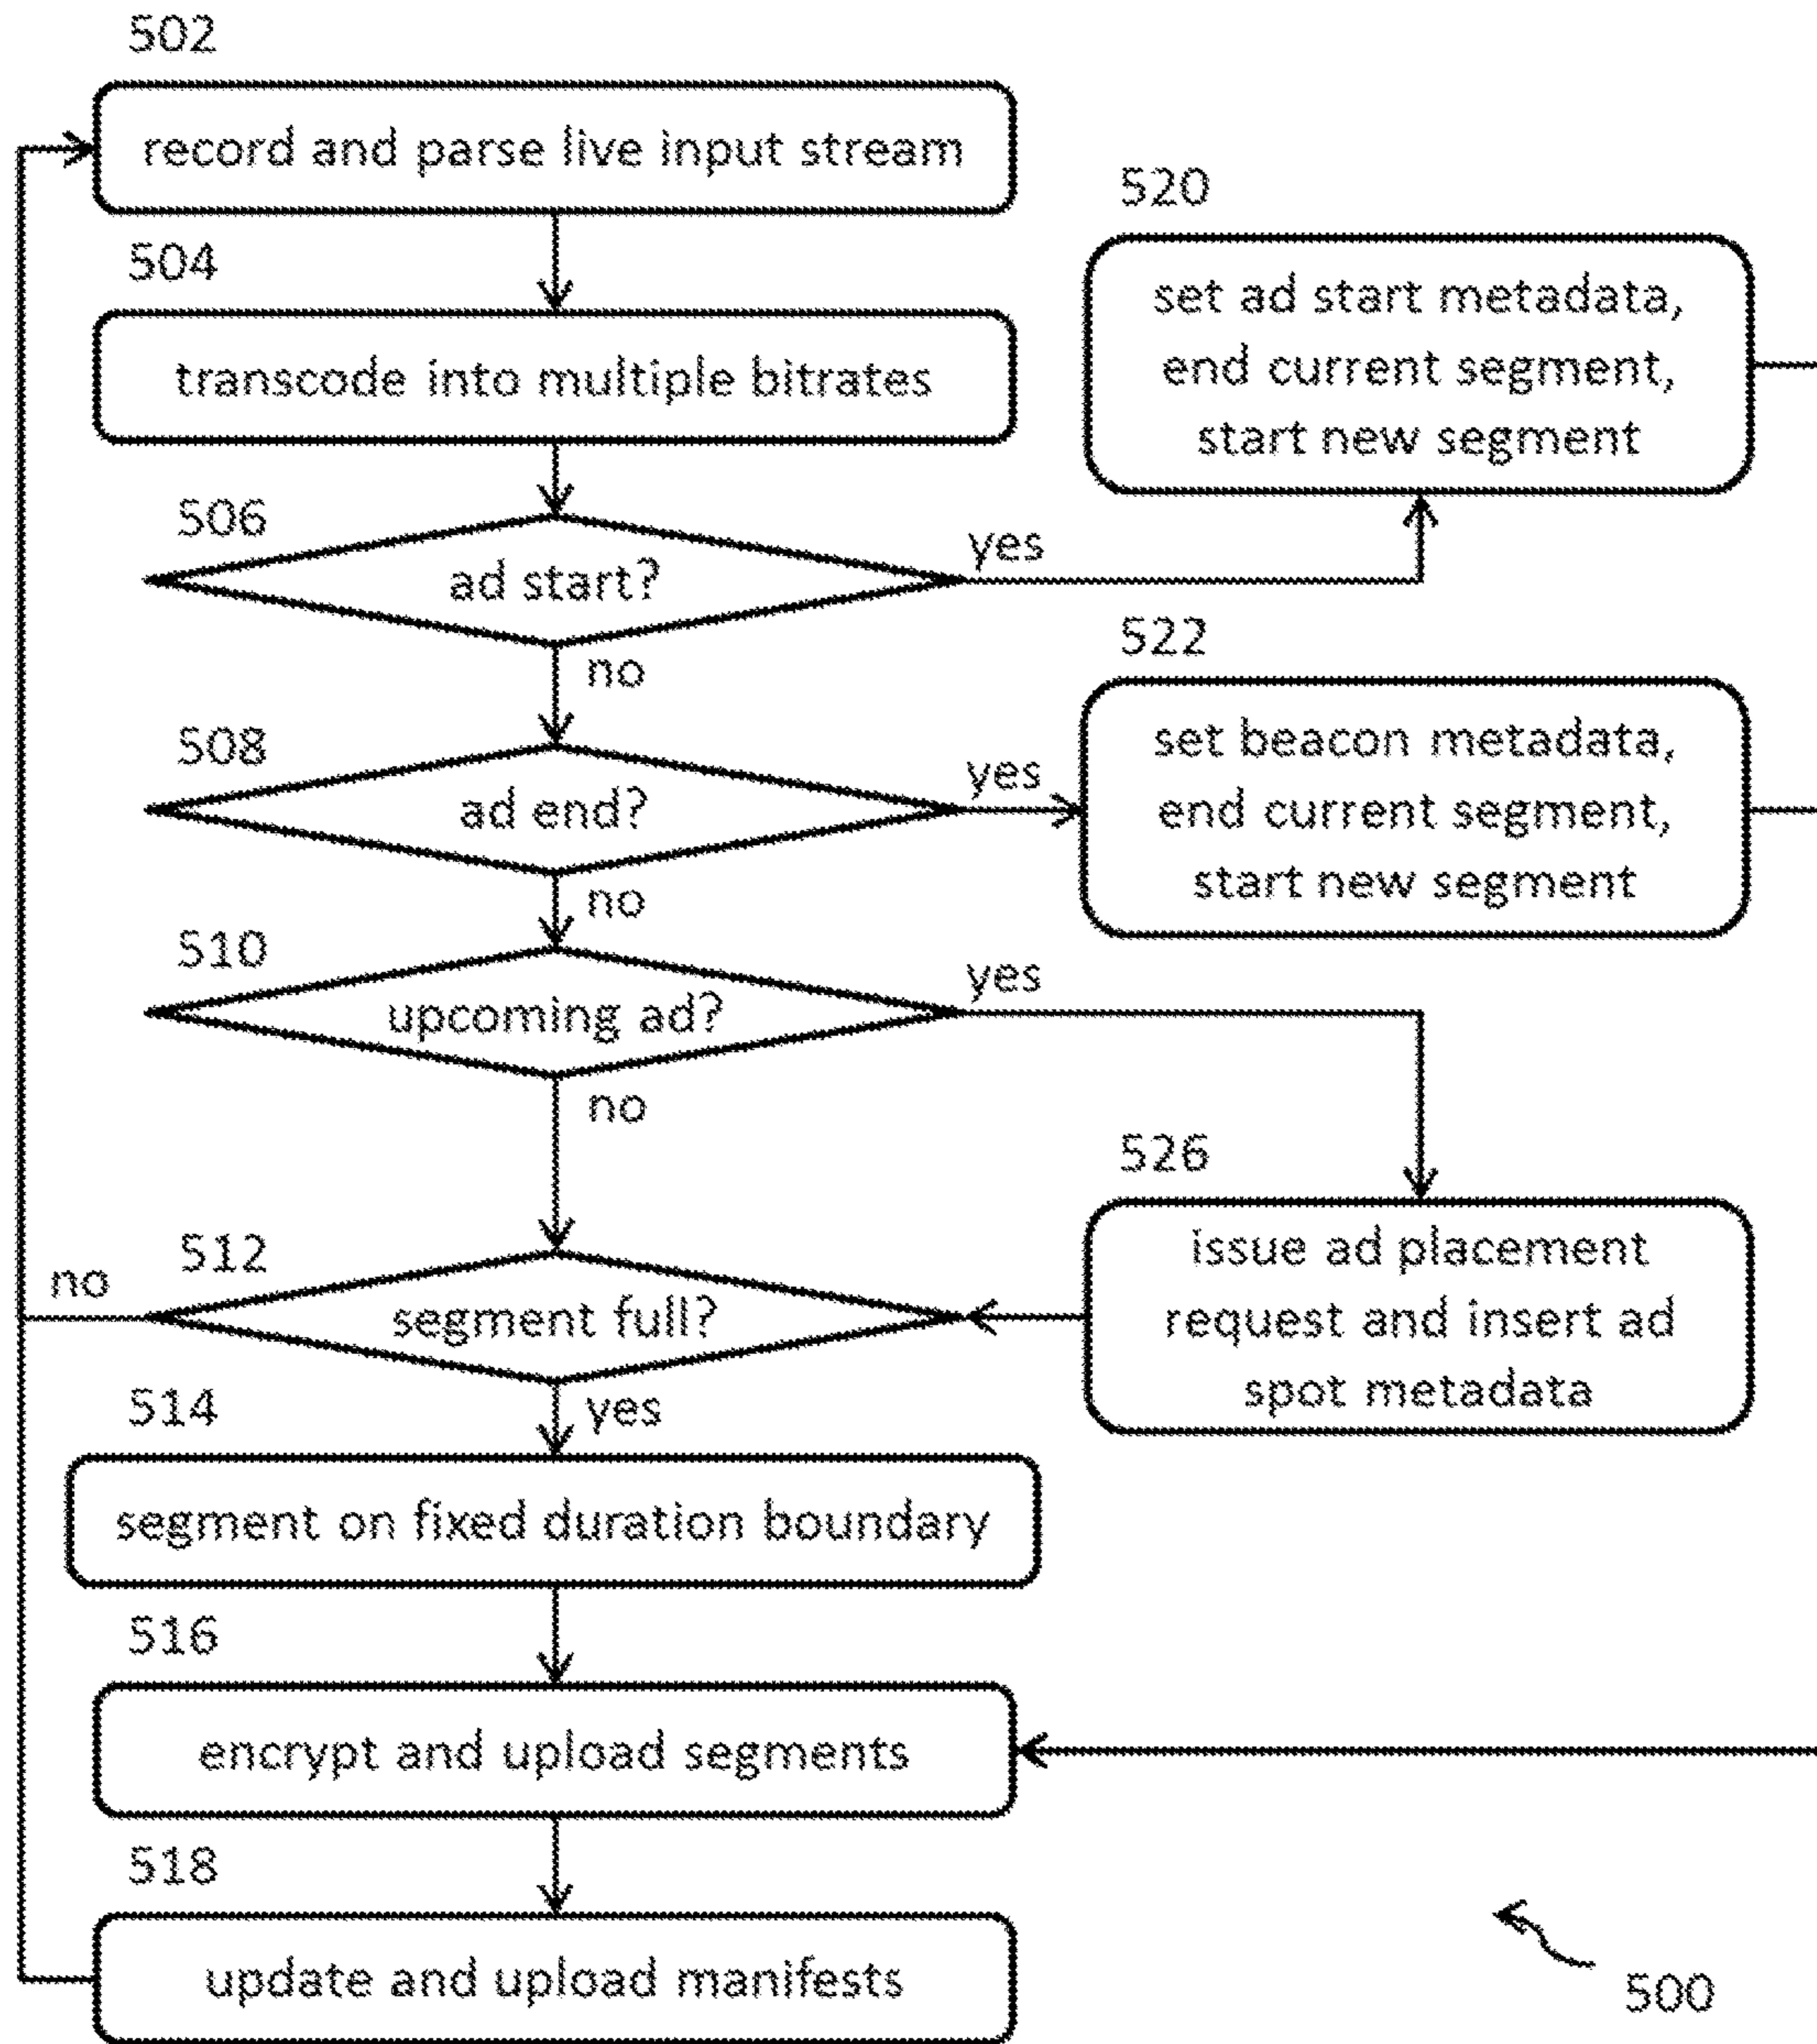 502
record and parse live input stream
504
transcode into multiple bitrates
520
set ad start metadata,
end current segment,
start new segment
506
ad start?
yes
no
508
ad end?
yes
no
522
set beacon metadata,
end current segment,
start new segment
510
upcoming ad?
yes
no
526
issue ad placement
request and insert ad
spot metadata
512
segment full?
no
yes
514
segment on fixed duration boundary
516
encrypt and upload segments
518
update and upload manifests
500